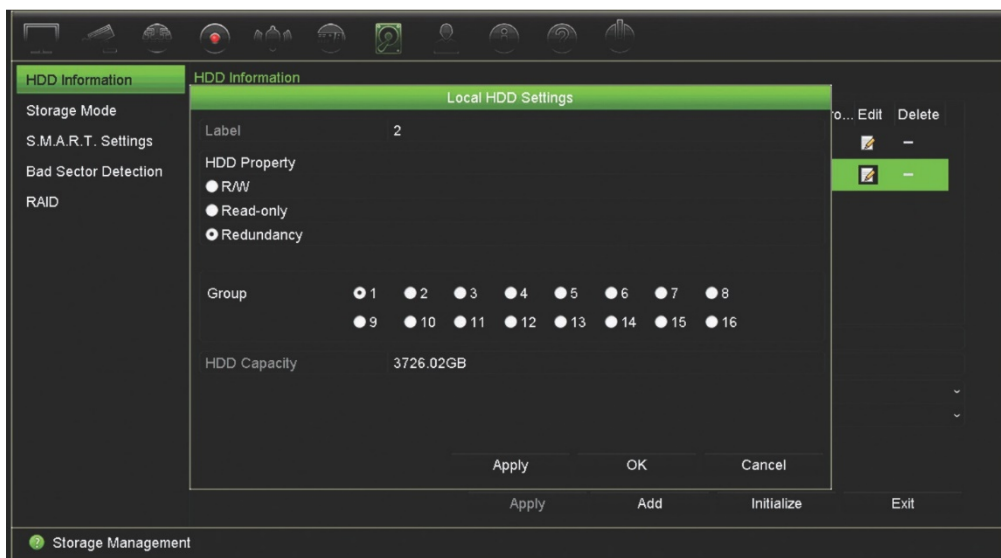 HDD Information
Storage Mode
S.M.A.R.T. Settings
Bad Sector Detection
RAID
HDD Information
Local HDD Settings
Label 2
HDD Property
R/W
Read-only
Redundancy
Group 1 2 3 4 5 6 7 8
9 10 11 12 13 14 15 16
HDD Capacity 3726.02GB
Apply OK Cancel
Edit Delete
Apply Add Initialize Exit
Storage Management